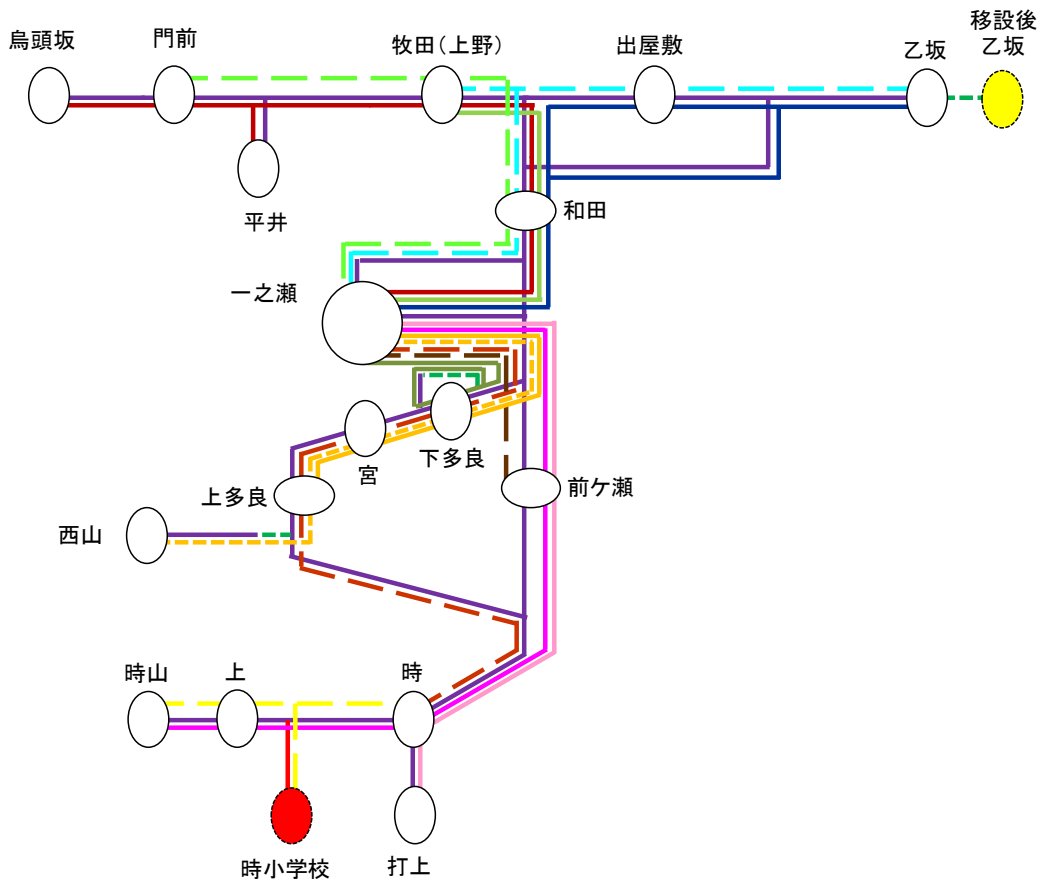 移設後
乙坂
烏頭坂
門前
牧田(上野)
出屋敷
乙坂
平井
和田
一之瀬
下多良
宮
前ケ瀬
上多良
西山
時山
上
時
時小学校
打上